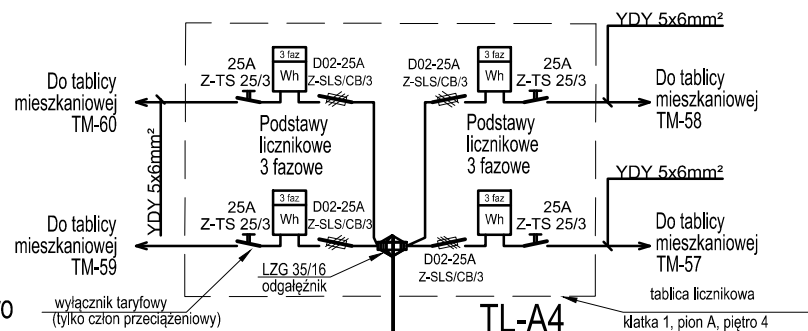 YDY 5x6mm²
25A
Z-TS 25/3
3 faz
Wh
D02-25A
Z-SLS/CB/3
D02-25A
Z-SLS/CB/3
3 faz
Wh
25A
Z-TS 25/3
Do tablicy
mieszkaniowej
TM-60
Do tablicy
mieszkaniowej
TM-58
Podstawy
licznikowe
3 fazowe
Podstawy
licznikowe
3 fazowe
YDY 5x6mm²
YDY 5x6mm²
25A
Z-TS 25/3
3 faz
Wh
D02-25A
Z-SLS/CB/3
3 faz
Wh
25A
Z-TS 25/3
Do tablicy
mieszkaniowej
TM-59
Do tablicy
mieszkaniowej
TM-57
D02-25A
Z-SLS/CB/3
LZG 35/16
odgałęźnik
wyłącznik taryfowy
(tylko człon przeciążeniowy)
TL-A4
tablica licznikowa
klatka 1, pion A, piętro 4